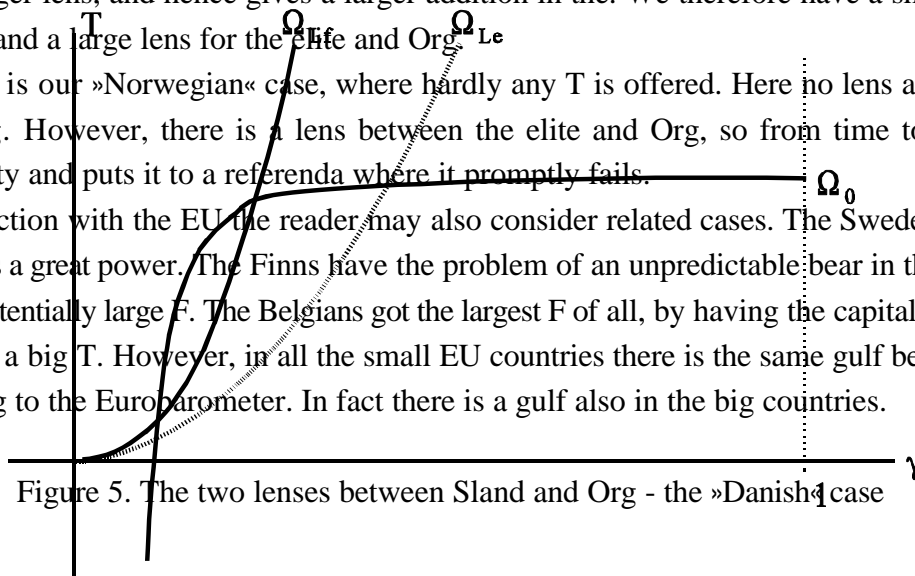 ger lens, and hence gives a larger addition in the. We therefore have a sm
T Ω Lf Ω Le
and a large lens for the elite and Org.
is our »Norwegian« case, where hardly any T is offered. Here no lens a
g. However, there is a lens between the elite and Org, so from time to
ty and puts it to a referenda where it promptly fails.
Ω 0
ction with the EU the reader may also consider related cases. The Swede
s a great power. The Finns have the problem of an unpredictable bear in th
tentially large F. The Belgians got the largest F of all, by having the capital
a big T. However, in all the small EU countries there is the same gulf be
g to the Eurobarometer. In fact there is a gulf also in the big countries.
γ
Figure 5. The two lenses between Sland and Org - the »Danish« case
1